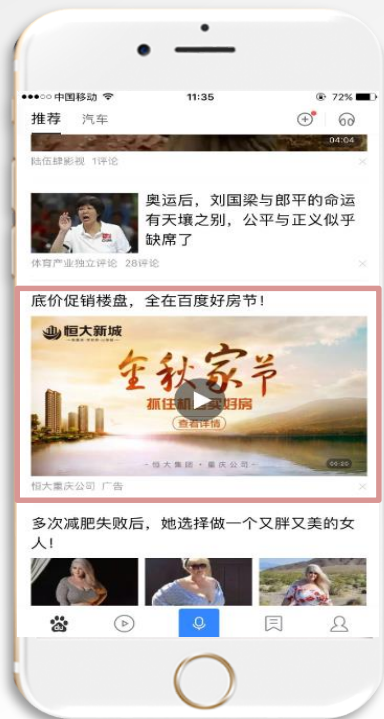 中国移动
11:35
72%
推荐 汽车
04:04
陆伍肆影视 1评论
奥运后，刘国梁与郎平的命运
有天壤之别，公平与正义似乎
缺席了
体育产业独立评论 28评论
底价促销楼盘，全在百度好房节！
恒大新城
金秋家节
抓住机遇买好房
查看详情
-恒大集团·重庆公司-
00:20
恒大重庆公司 广告
多次减肥失败后，她选择做一个又胖又美的女
人！
du